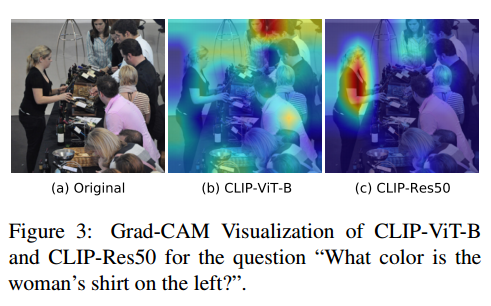 (a) Original
(b) CLIP-ViT-B
(c) CLIP-Res50
Figure 3: Grad-CAM Visualization of CLIP-ViT-B
and CLIP-Res50 for the question “What color is the
woman’s shirt on the left?”.